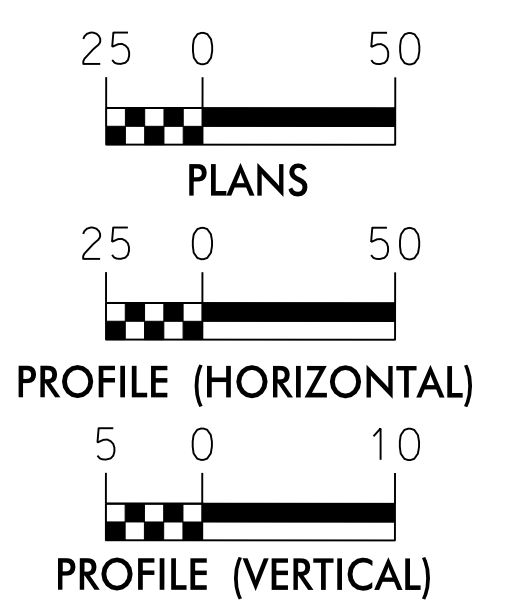 25 0 50
PLANS
25 0 50
PROFILE (HORIZONTAL)
5 0 10
PROFILE (VERTICAL)